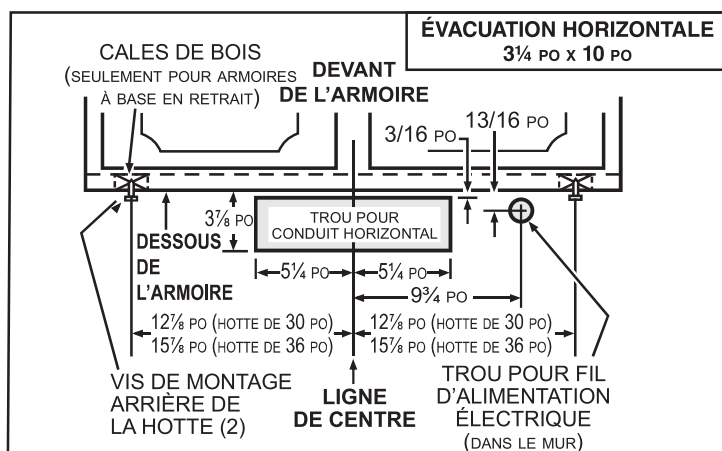 ÉVACUATION HORIZONTALE
3¼ PO X 10 PO
CALES DE BOIS
(SEULEMENT POUR ARMOIRES
À BASE EN RETRAIT)
DEVANT
DE L'ARMOIRE
3/16 PO
13/16 PO
3⅞ PO
TROU POUR
CONDUIT HORIZONTAL
DESSOUS
DE
L'ARMOIRE
5¼ PO
5¼ PO
9¾ PO
12⅞ PO (HOTTE DE 30 PO)
15⅞ PO (HOTTE DE 36 PO)
12⅞ PO (HOTTE DE 30 PO)
15⅞ PO (HOTTE DE 36 PO)
VIS DE MONTAGE
ARRIÈRE DE
LA HOTTE (2)
LIGNE
DE CENTRE
TROU POUR FIL
D'ALIMENTATION
ÉLECTRIQUE
(DANS LE MUR)